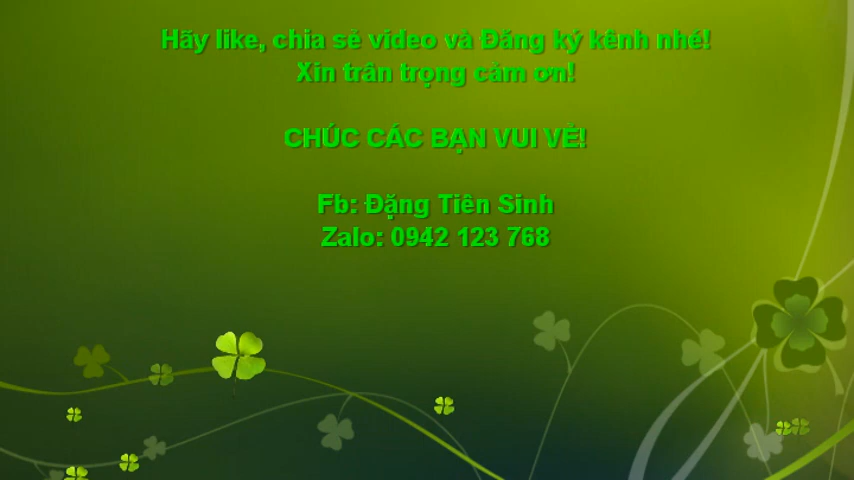 Hãy like, chia sẻ video và Đăng ký kênh nhé!
Xin trân trọng cảm ơn!
CHÚC CÁC BẠN VUI VẺ!
Fb: Đặng Tiên Sinh
Zalo: 0942 123 768